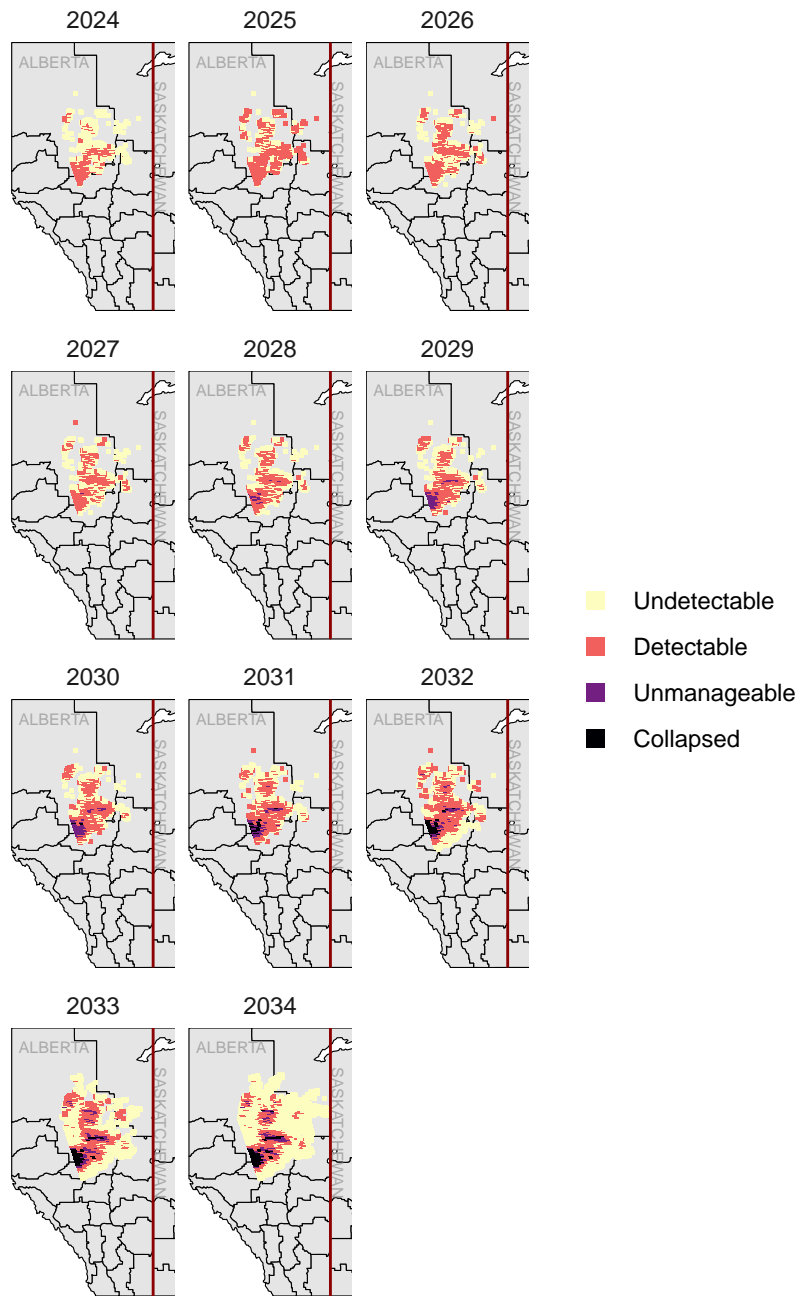 2024 2025 2026
ALBERTA SASKATCHEWAN ALBERTA SASKATCHEWAN ALBERTA SASKATCHEWAN
2027 2028 2029
ALBERTA SASKATCHEWAN ALBERTA SASKATCHEWAN ALBERTA SASKATCHEWAN
Undetectable
Detectable
Unmanageable
Collapsed
2030 2031 2032
ALBERTA SASKATCHEWAN ALBERTA SASKATCHEWAN ALBERTA SASKATCHEWAN
2033 2034
ALBERTA SASKATCHEWAN ALBERTA SASKATCHEWAN